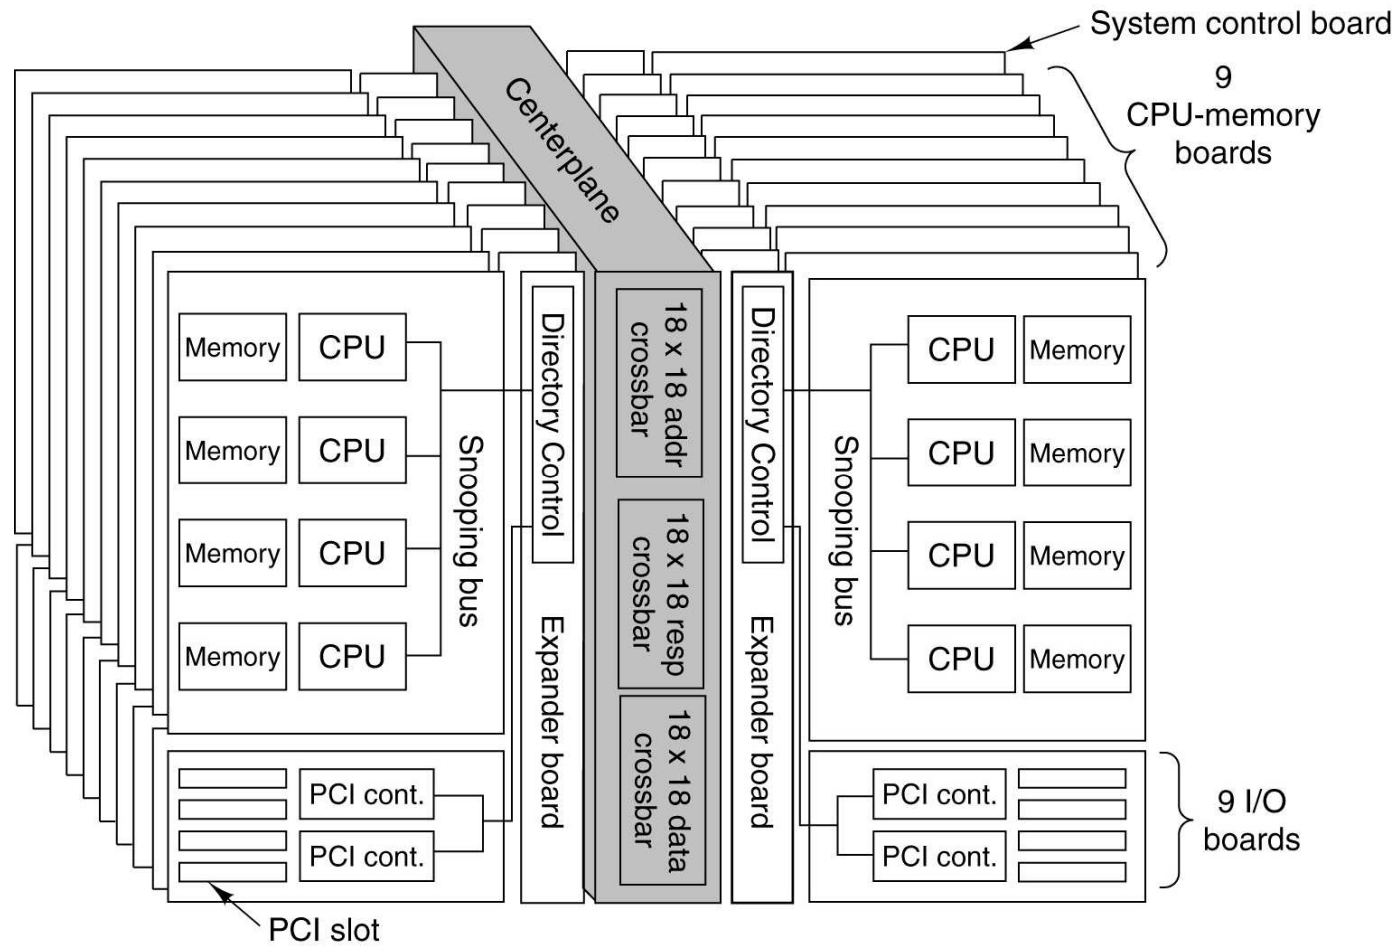 System control board
9
CPU-memory
boards
Centerplane
Memory
CPU
Memory
CPU
Memory
CPU
Memory
CPU
Snooping bus
Directory Control
Expander board
18 x 18 addr
crossbar
18 x 18 resp
crossbar
18 x 18 data
crossbar
Directory Control
Expander board
Snooping bus
CPU
Memory
CPU
Memory
CPU
Memory
CPU
Memory
PCI cont.
PCI cont.
PCI cont.
PCI cont.
9 I/O
boards
PCI slot